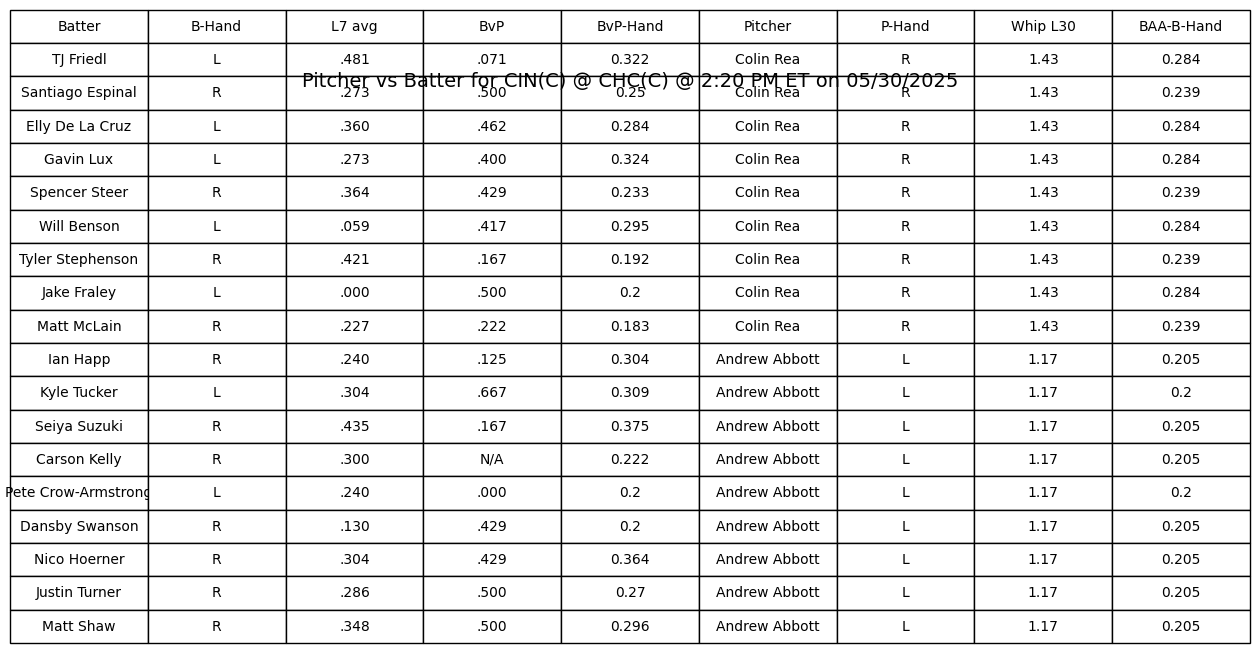 Batter B-Hand L7 avg BvP BvP-Hand Pitcher P-Hand Whip L30 BAA-B-Hand
TJ Friedl L .481 .071 0.322 Colin Rea R 1.43 0.284
Pitcher vs Batter for CIN(C) @ CHC(C) @ 2:20 PM ET on 05/30/2025
Santiago Espinal R .273 .500 0.25 Colin Rea R 1.43 0.239
Elly De La Cruz L .360 .462 0.284 Colin Rea R 1.43 0.284
Gavin Lux L .273 .400 0.324 Colin Rea R 1.43 0.284
Spencer Steer R .364 .429 0.233 Colin Rea R 1.43 0.239
Will Benson L .059 .417 0.295 Colin Rea R 1.43 0.284
Tyler Stephenson R .421 .167 0.192 Colin Rea R 1.43 0.239
Jake Fraley L .000 .500 0.2 Colin Rea R 1.43 0.284
Matt McLain R .227 .222 0.183 Colin Rea R 1.43 0.239
Ian Happ R .240 .125 0.304 Andrew Abbott L 1.17 0.205
Kyle Tucker L .304 .667 0.309 Andrew Abbott L 1.17 0.2
Seiya Suzuki R .435 .167 0.375 Andrew Abbott L 1.17 0.205
Carson Kelly R .300 N/A 0.222 Andrew Abbott L 1.17 0.205
Pete Crow-Armstrong L .240 .000 0.2 Andrew Abbott L 1.17 0.2
Dansby Swanson R .130 .429 0.2 Andrew Abbott L 1.17 0.205
Nico Hoerner R .304 .429 0.364 Andrew Abbott L 1.17 0.205
Justin Turner R .286 .500 0.27 Andrew Abbott L 1.17 0.205
Matt Shaw R .348 .500 0.296 Andrew Abbott L 1.17 0.205